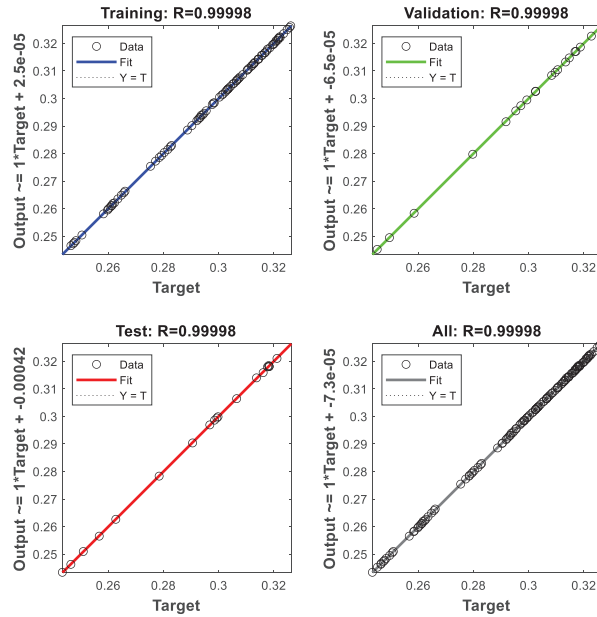 Training: R=0.99998
Output ~= 1*Target + 2.5e-05
0.32
0.31
0.3
0.29
0.28
0.27
0.26
0.25
Data
Fit
Y = T
0.26
0.28
0.3
0.32
Target
Validation: R=0.99998
Output ~= 1*Target + -6.5e-05
0.32
0.31
0.3
0.29
0.28
0.27
0.26
0.25
Data
Fit
Y = T
0.26
0.28
0.3
0.32
Target
Test: R=0.99998
Output ~= 1*Target + -0.00042
0.32
0.31
0.3
0.29
0.28
0.27
0.26
0.25
Data
Fit
Y = T
0.26
0.28
0.3
0.32
Target
All: R=0.99998
Output ~= 1*Target + -7.3e-05
0.32
0.31
0.3
0.29
0.28
0.27
0.26
0.25
Data
Fit
Y = T
0.26
0.28
0.3
0.32
Target